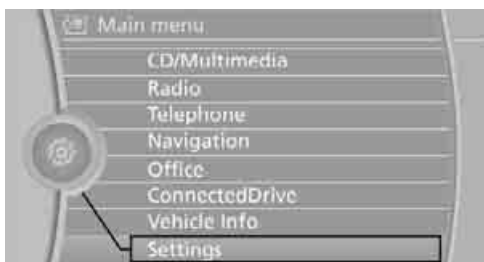 Main menu
CD/Multimedia
Radio
Telephone
Navigation
Office
ConnectedDrive
Vehicle Info
Settings